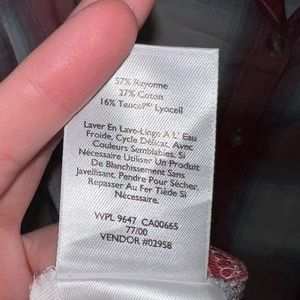 57% Rayonne
27% Coton
16% Tencel® Lyocell
Laver En Lave-Linge A L' Eau
Froide, Cycle Délicat, Avec
Couleurs Semblables, Si
Nécessaire Utiliser Un Produit
De Blanchissement Sans
Javellisant, Pendre Pour Sécher,
Repasser Au Fer Tiède Si
Nécessaire.
WPL 9647 CA00665
77/00
VENDOR #02958